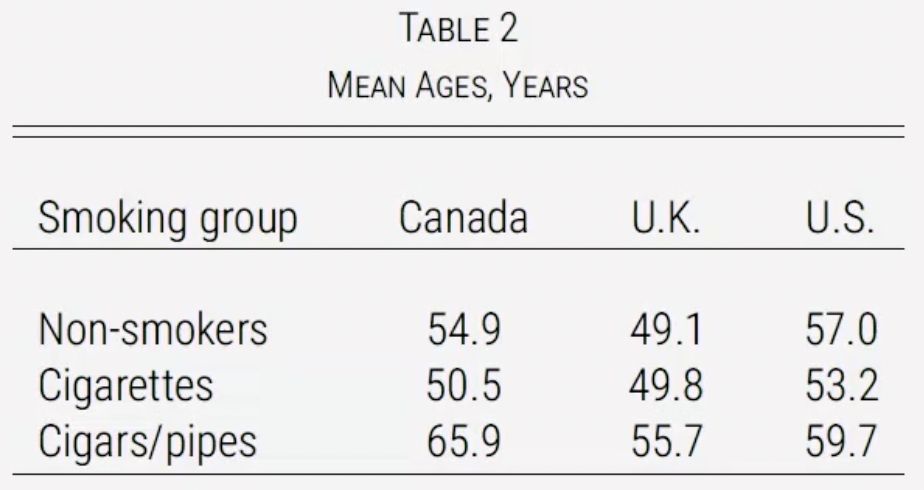 TABLE 2
MEAN AGES, YEARS
Smoking group Canada U.K. U.S.
Non-smokers 54.9 49.1 57.0
Cigarettes 50.5 49.8 53.2
Cigars/pipes 65.9 55.7 59.7